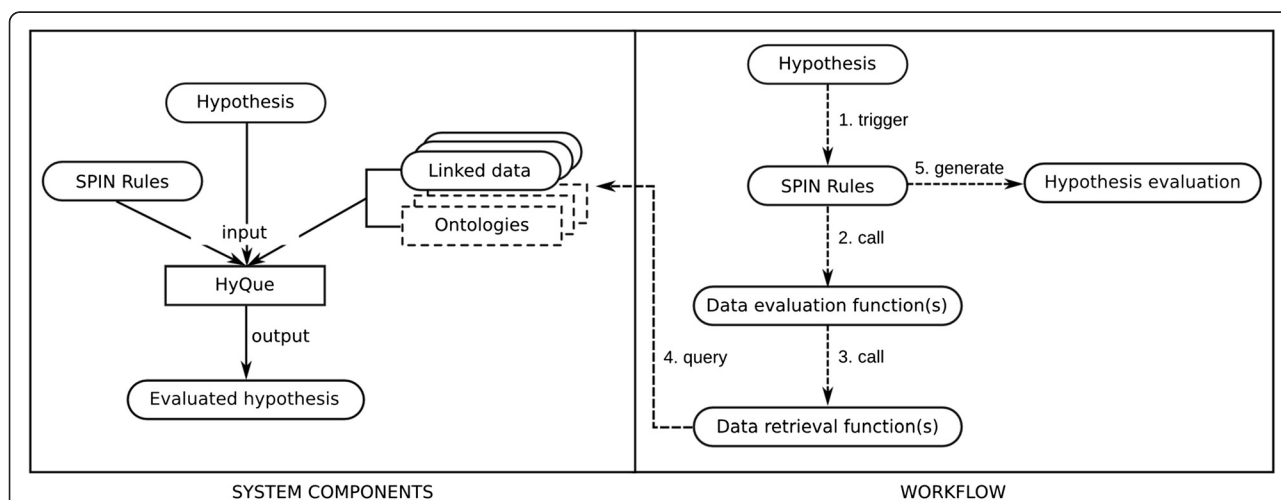 Hypothesis
SPIN Rules
Linked data
Ontologies
input
HyQue
output
Evaluated hypothesis
SYSTEM COMPONENTS
Hypothesis
1. trigger
SPIN Rules
5. generate
Hypothesis evaluation
2. call
Data evaluation function(s)
3. call
4. query
Data retrieval function(s)
WORKFLOW